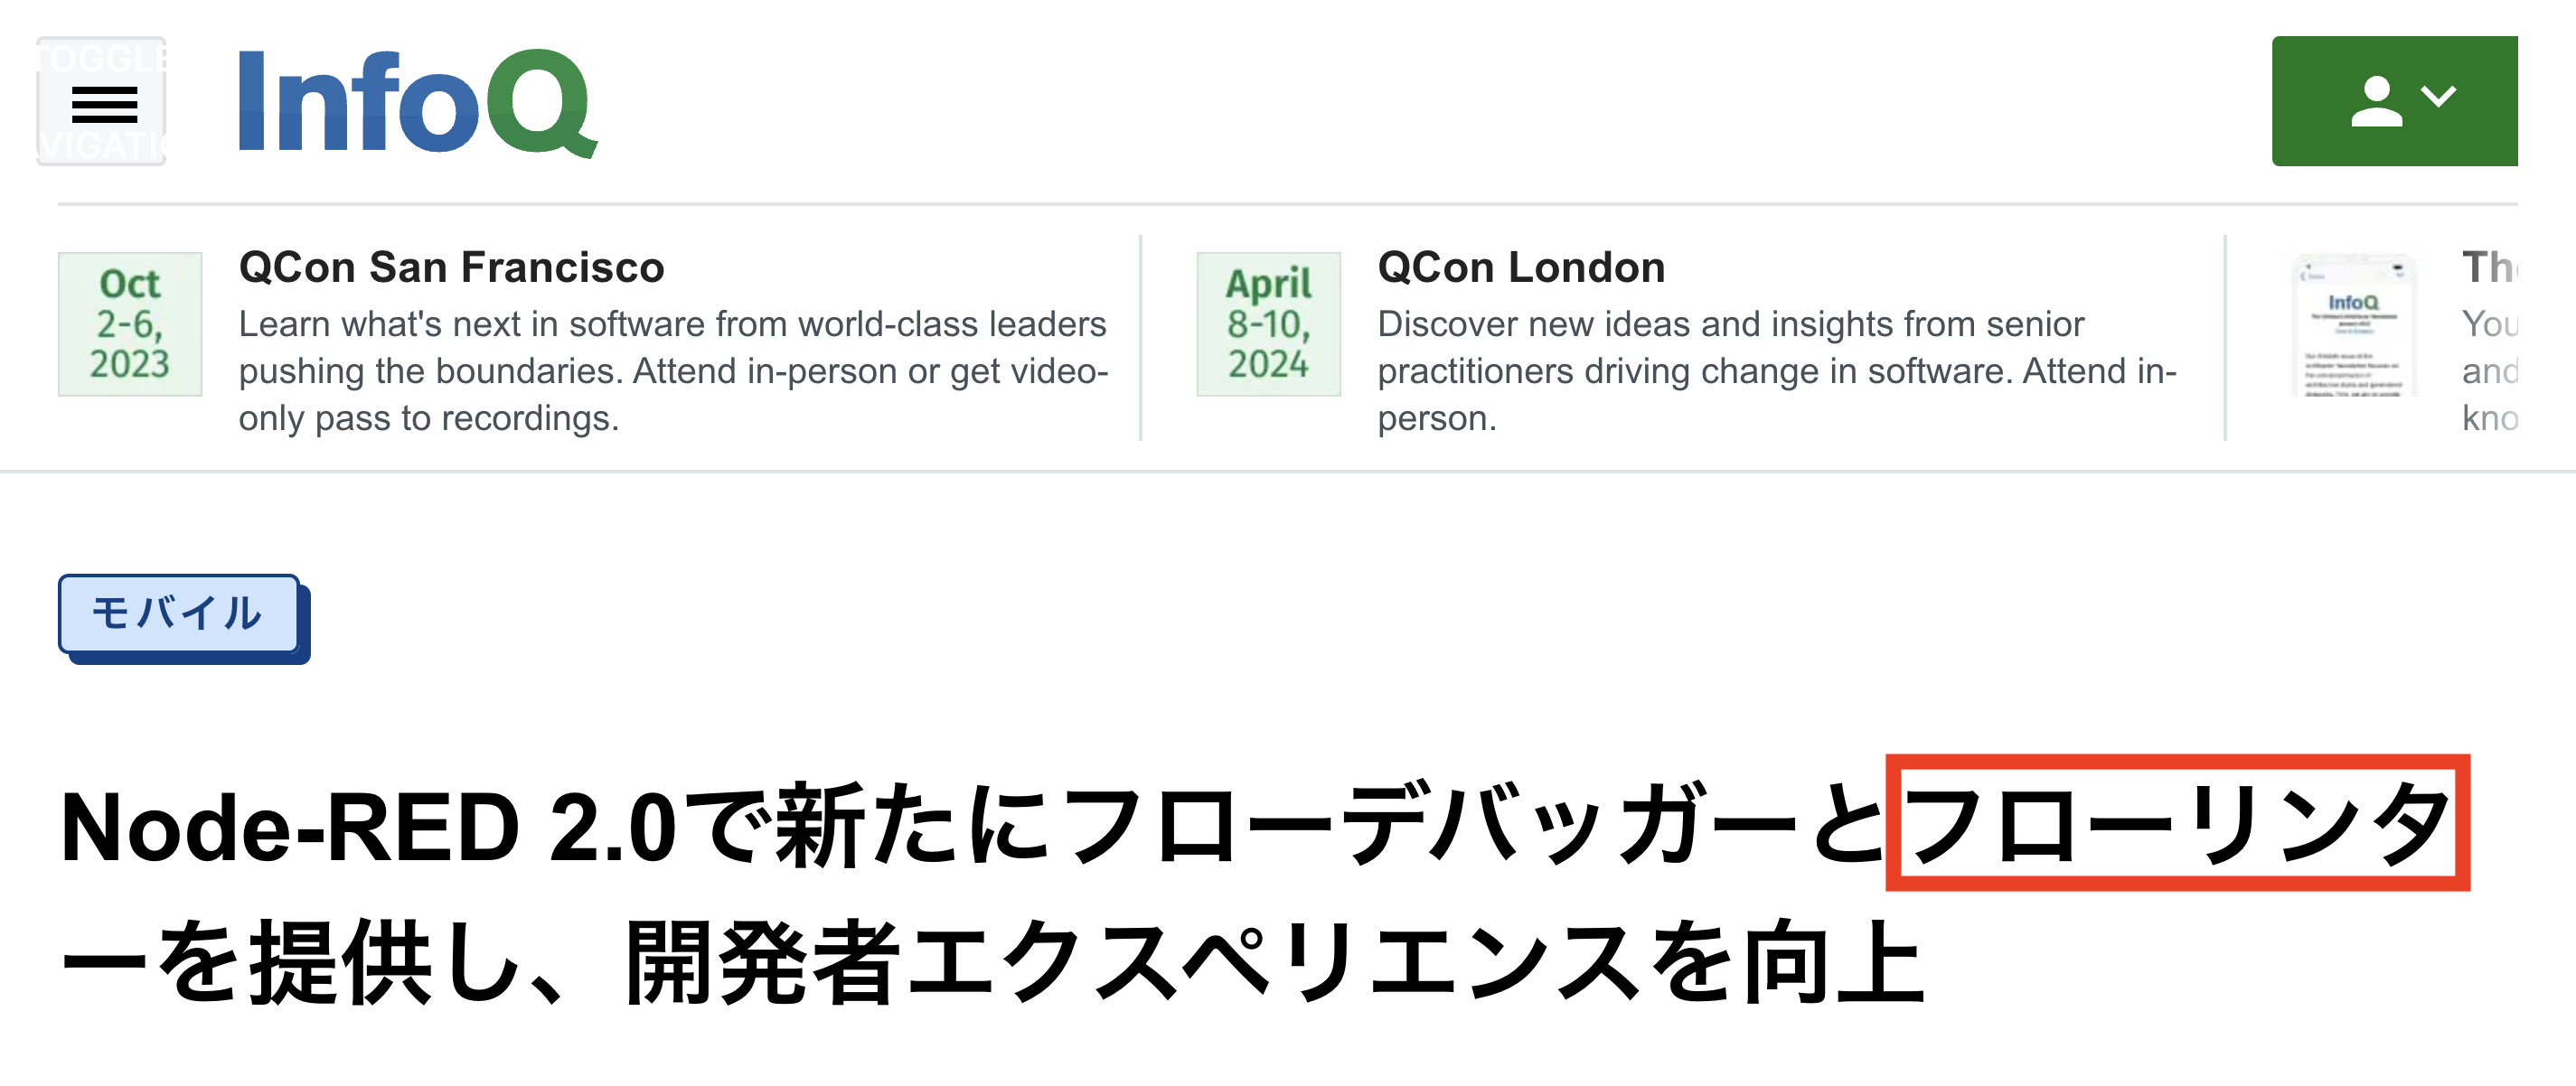 TOGGLE
VIGATI
InfoQ
Oct
2-6,
2023
QCon San Francisco
Learn what's next in software from world-class leaders
pushing the boundaries. Attend in-person or get video-
only pass to recordings.
April
8-10,
2024
QCon London
Discover new ideas and insights from senior
practitioners driving change in software. Attend in-
person.
InfoQ
Th
You
and
kno
モバイル
Node-RED 2.0で新たにフローデバッガーとフローリンタ
ーを提供し、開発者エクスペリエンスを向上